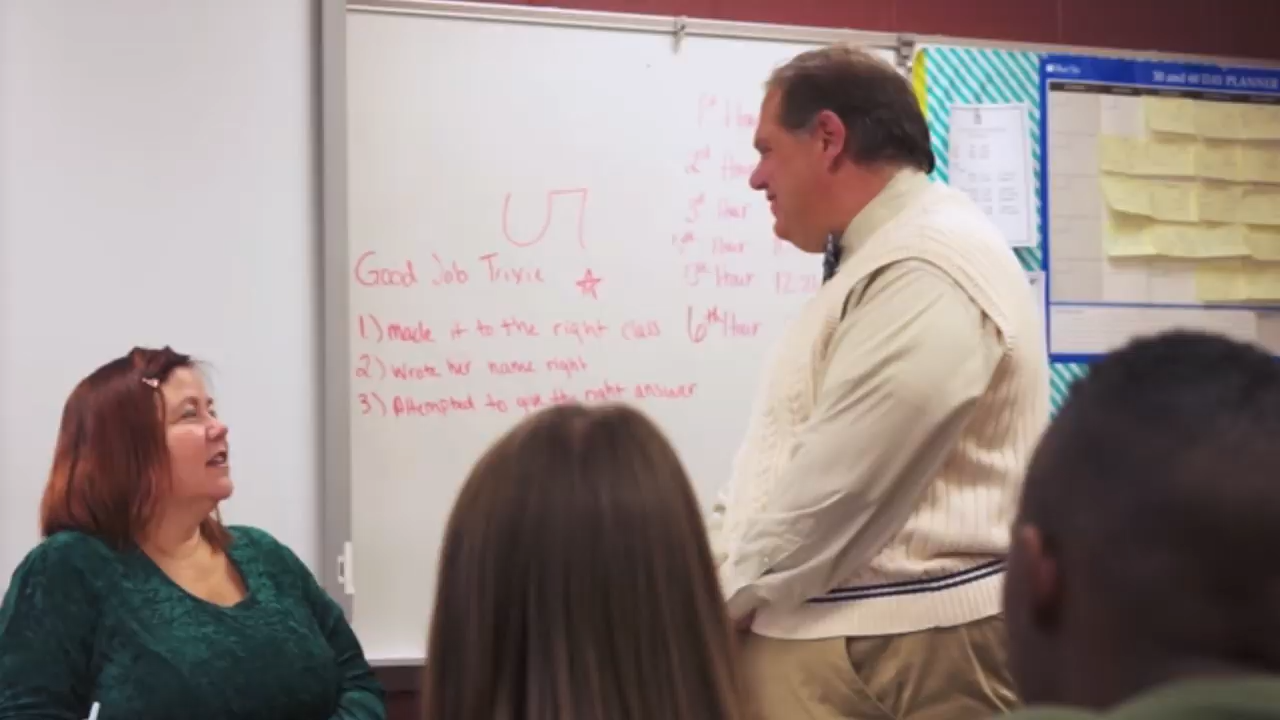 Good Job Trixie
1) made it to the right class
2) Wrote her name right
3) Attempted to give the right answer
1st Hour
2nd Hour
3rd Hour
Hour
5th Hour 12:
6th Hour
30 and 60 DAY PLANNER